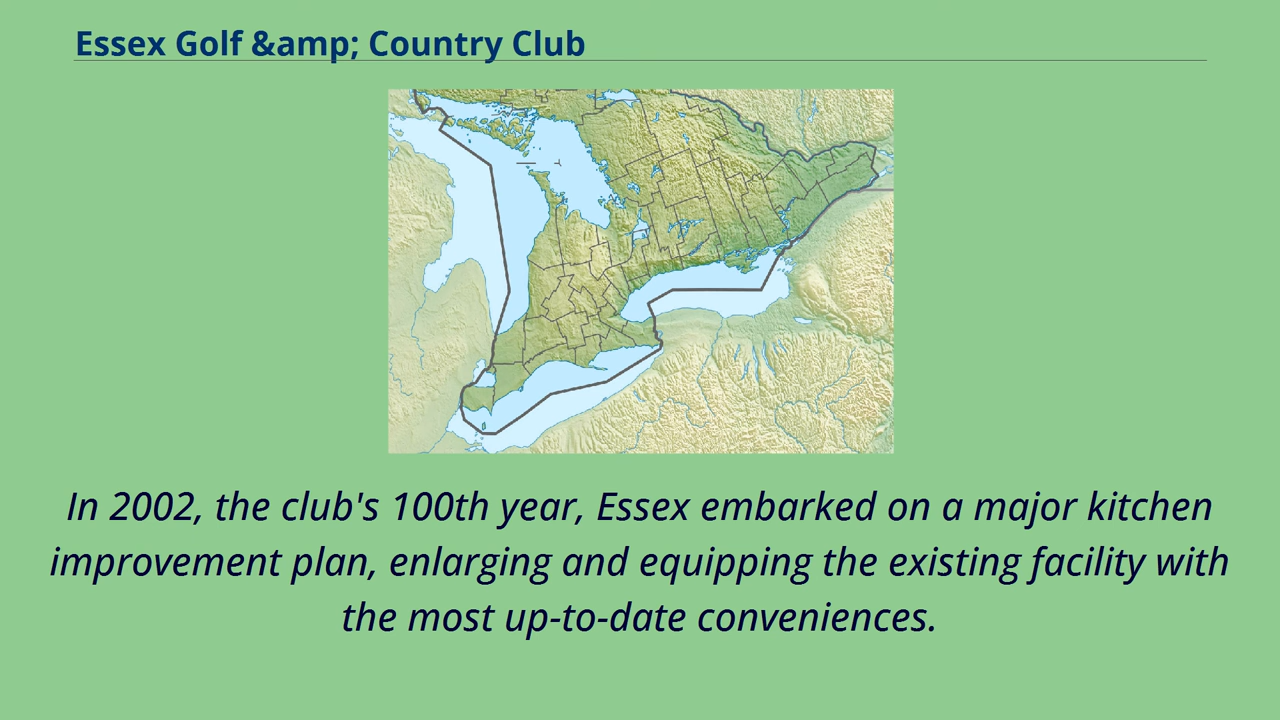 Essex Golf &amp; Country Club
In 2002, the club's 100th year, Essex embarked on a major kitchen
improvement plan, enlarging and equipping the existing facility with
the most up-to-date conveniences.